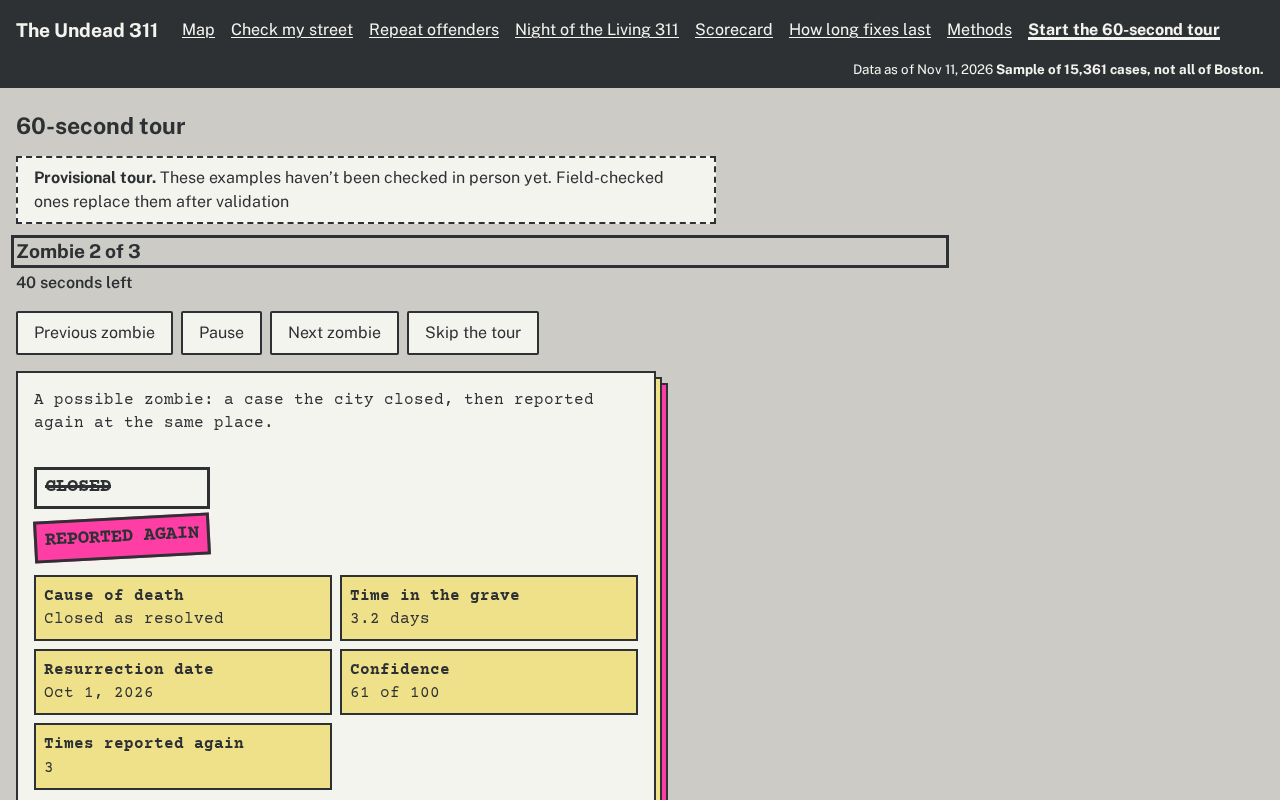 The Undead 311 Map Check my street Repeat offenders Night of the Living 311 Scorecard How long fixes last Methods Start the 60-second tour
Data as of Nov 11, 2026 Sample of 15,361 cases, not all of Boston.
60-second tour
Provisional tour. These examples haven’t been checked in person yet. Field-checked
ones replace them after validation
Zombie 2 of 3
40 seconds left
Previous zombie Pause Next zombie Skip the tour
A possible zombie: a case the city closed, then reported
again at the same place.
CLOSED
REPORTED AGAIN
Cause of death
Closed as resolved
Time in the grave
3.2 days
Resurrection date
Oct 1, 2026
Confidence
61 of 100
Times reported again
3